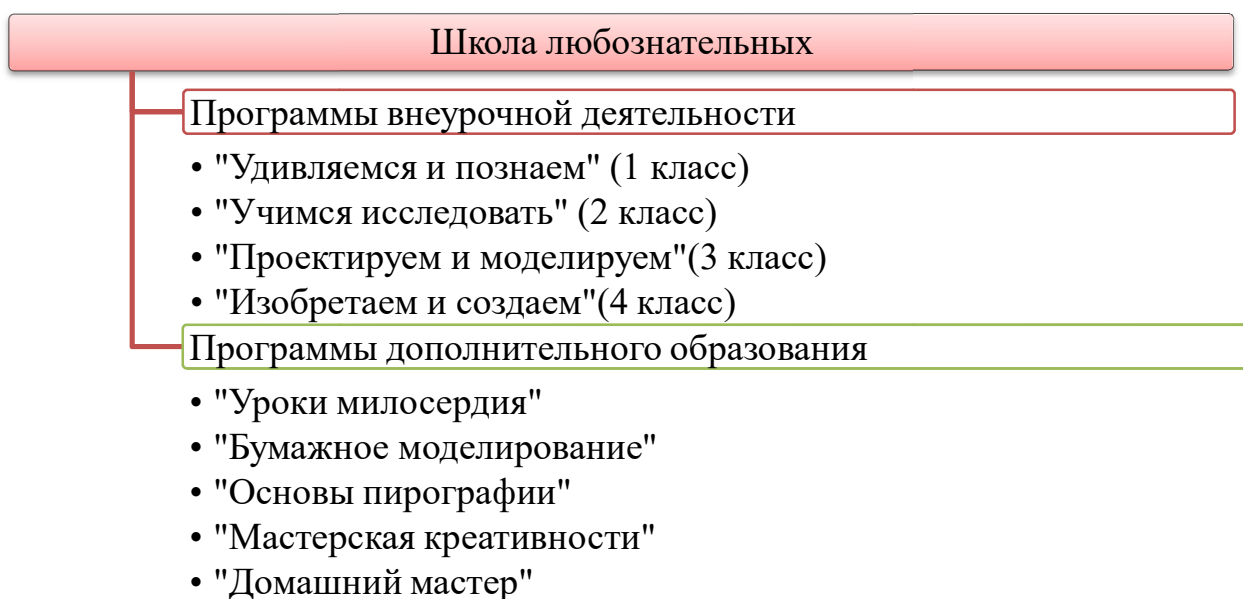 Школа любознательных
Программы внеурочной деятельности
• "Удивляемся и познаем" (1 класс)
• "Учимся исследовать" (2 класс)
• "Проектируем и моделируем"(3 класс)
• "Изобретаем и создаем"(4 класс)
Программы дополнительного образования
• "Уроки милосердия"
• "Бумажное моделирование"
• "Основы пирографии"
• "Мастерская креативности"
• "Домашний мастер"